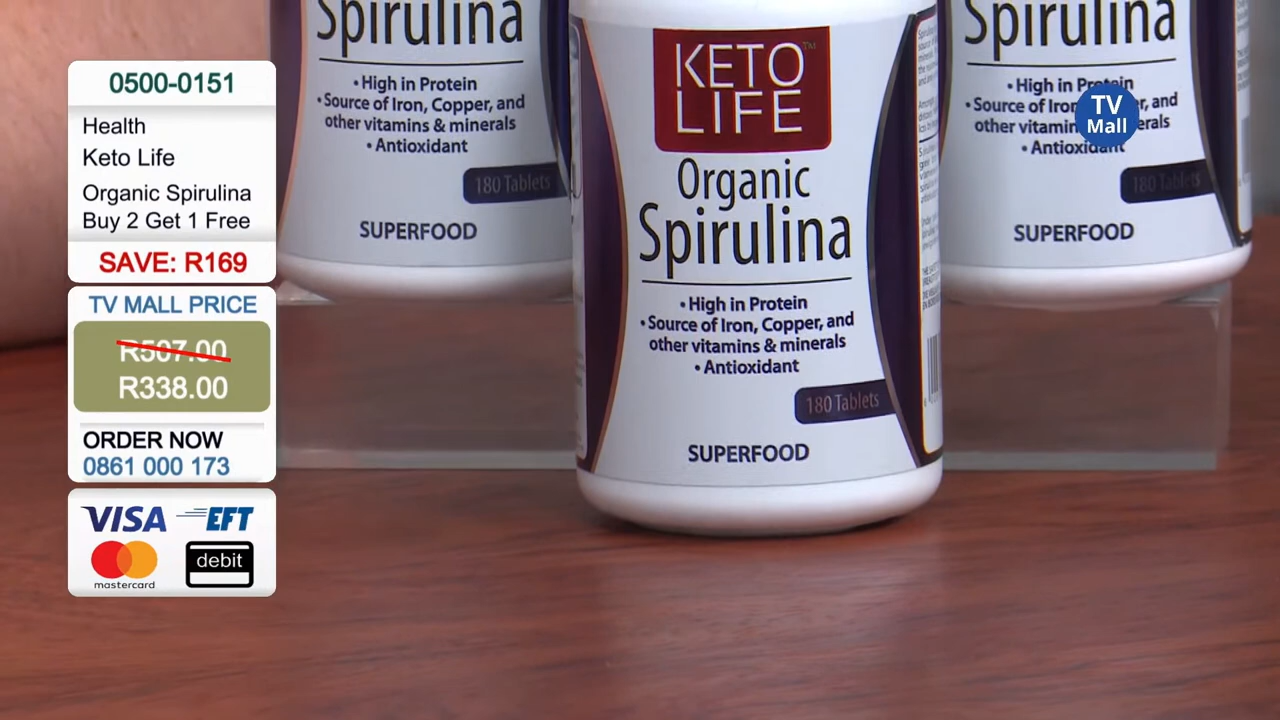 0500-0151
Health
Keto Life
Organic Spirulina
Buy 2 Get 1 Free
SAVE: R169
TV MALL PRICE
R507.00
R338.00
ORDER NOW
0861 000 173
VISA EFT
mastercard debit
Spirulina
• High in Protein
• Source of Iron, Copper, and
other vitamins & minerals
• Antioxidant
180 Tablets
SUPERFOOD
KETO™
LIFE
Organic
Spirulina
• High in Protein
• Source of Iron, Copper, and
other vitamins & minerals
• Antioxidant
180 Tablets
SUPERFOOD
Spirulina
• High in Protein
• Source of Iron, and
other
• Antioxidant
180 Tablets
SUPERFOOD
TV
Mall